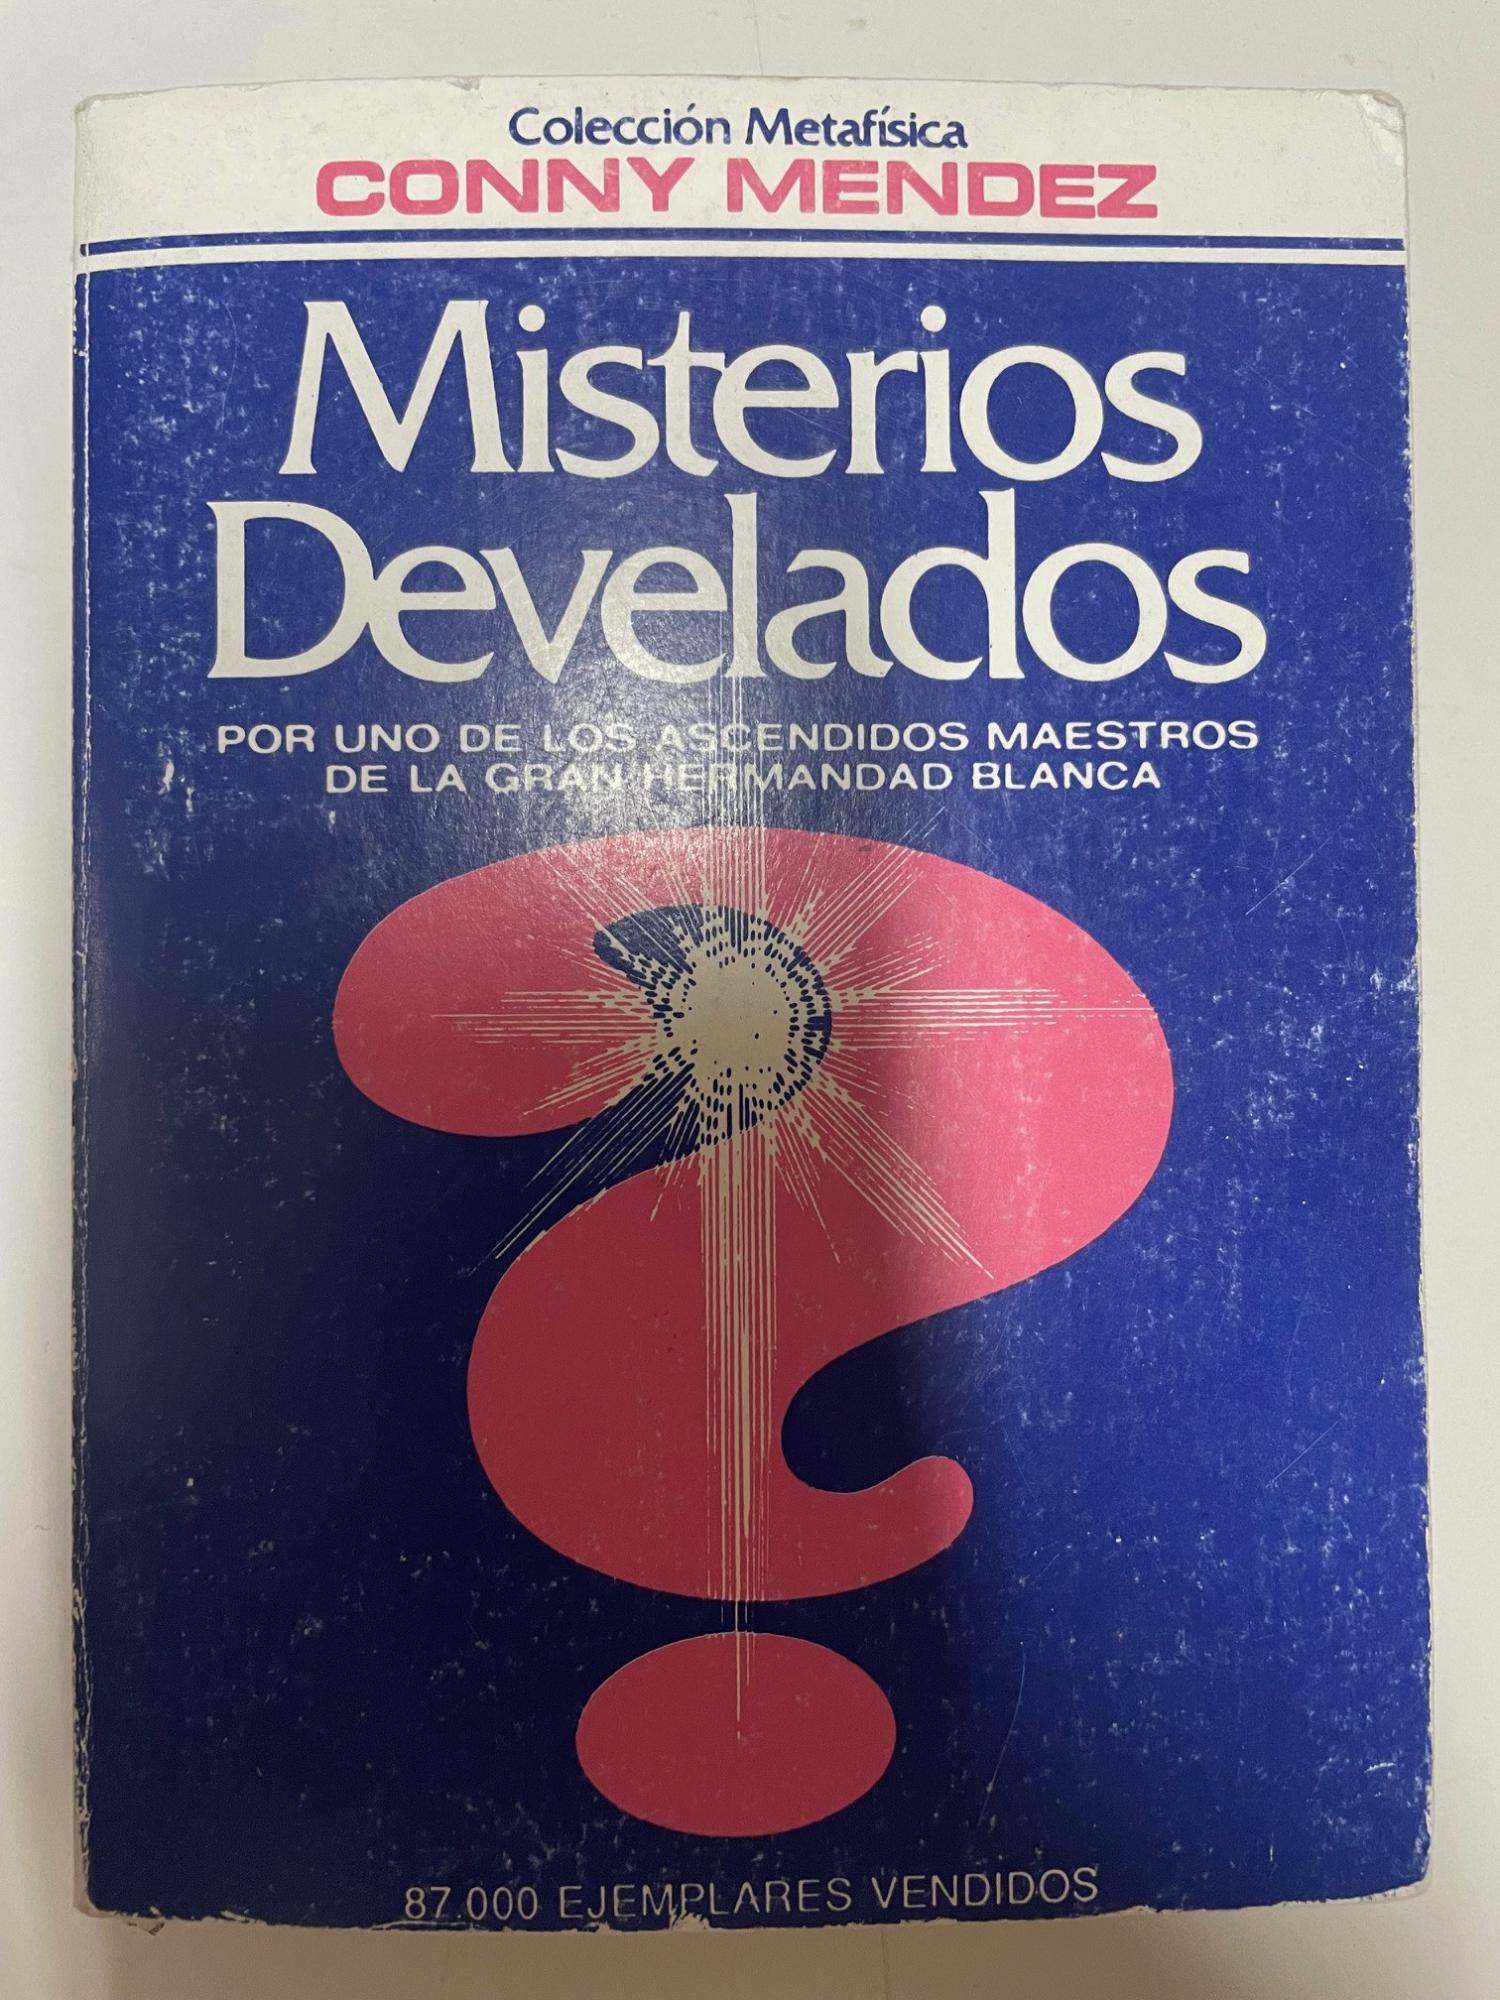 Colección Metafísica
CONNY MENDEZ
Misterios
Develados
POR UNO DE LOS ASCENDIDOS MAESTROS
DE LA GRAN HERMANDAD BLANCA
87.000 EJEMPLARES VENDIDOS